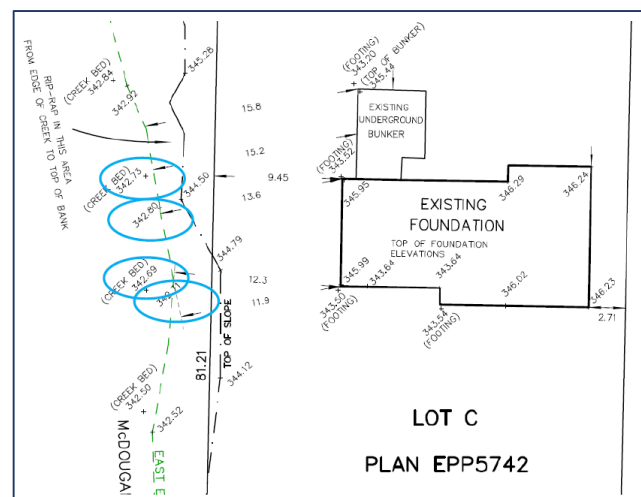 RIP-RAP IN THIS AREA
FROM EDGE OF CREEK TO TOP OF BANK
(CREEK BED)
342.84
342.92
345.28
(CREEK BED)
342.73
344.50
342.80
(CREEK BED)
342.69
344.79
(CREEK BED)
342.50
342.52
344.12
McDOUGA
EAST E
81.21
TOP OF SLOPE
15.8
15.2
9.45
13.6
12.3
11.9
(FOOTING)
343.20
(TOP OF BUNKER)
345.44
EXISTING
UNDERGROUND
BUNKER
(FOOTING)
343.52
345.95
346.29
346.24
EXISTING
FOUNDATION
TOP OF FOUNDATION
ELEVATIONS
345.99
343.64
343.64
346.02
346.23
343.50
(FOOTING)
343.54
(FOOTING)
2.71
LOT C
PLAN EPP5742